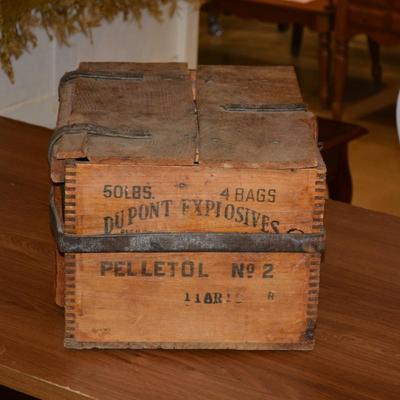 50LBS. 4 BAGS
DU PONT EXPLOSIVES
PELLETOL Nº 2